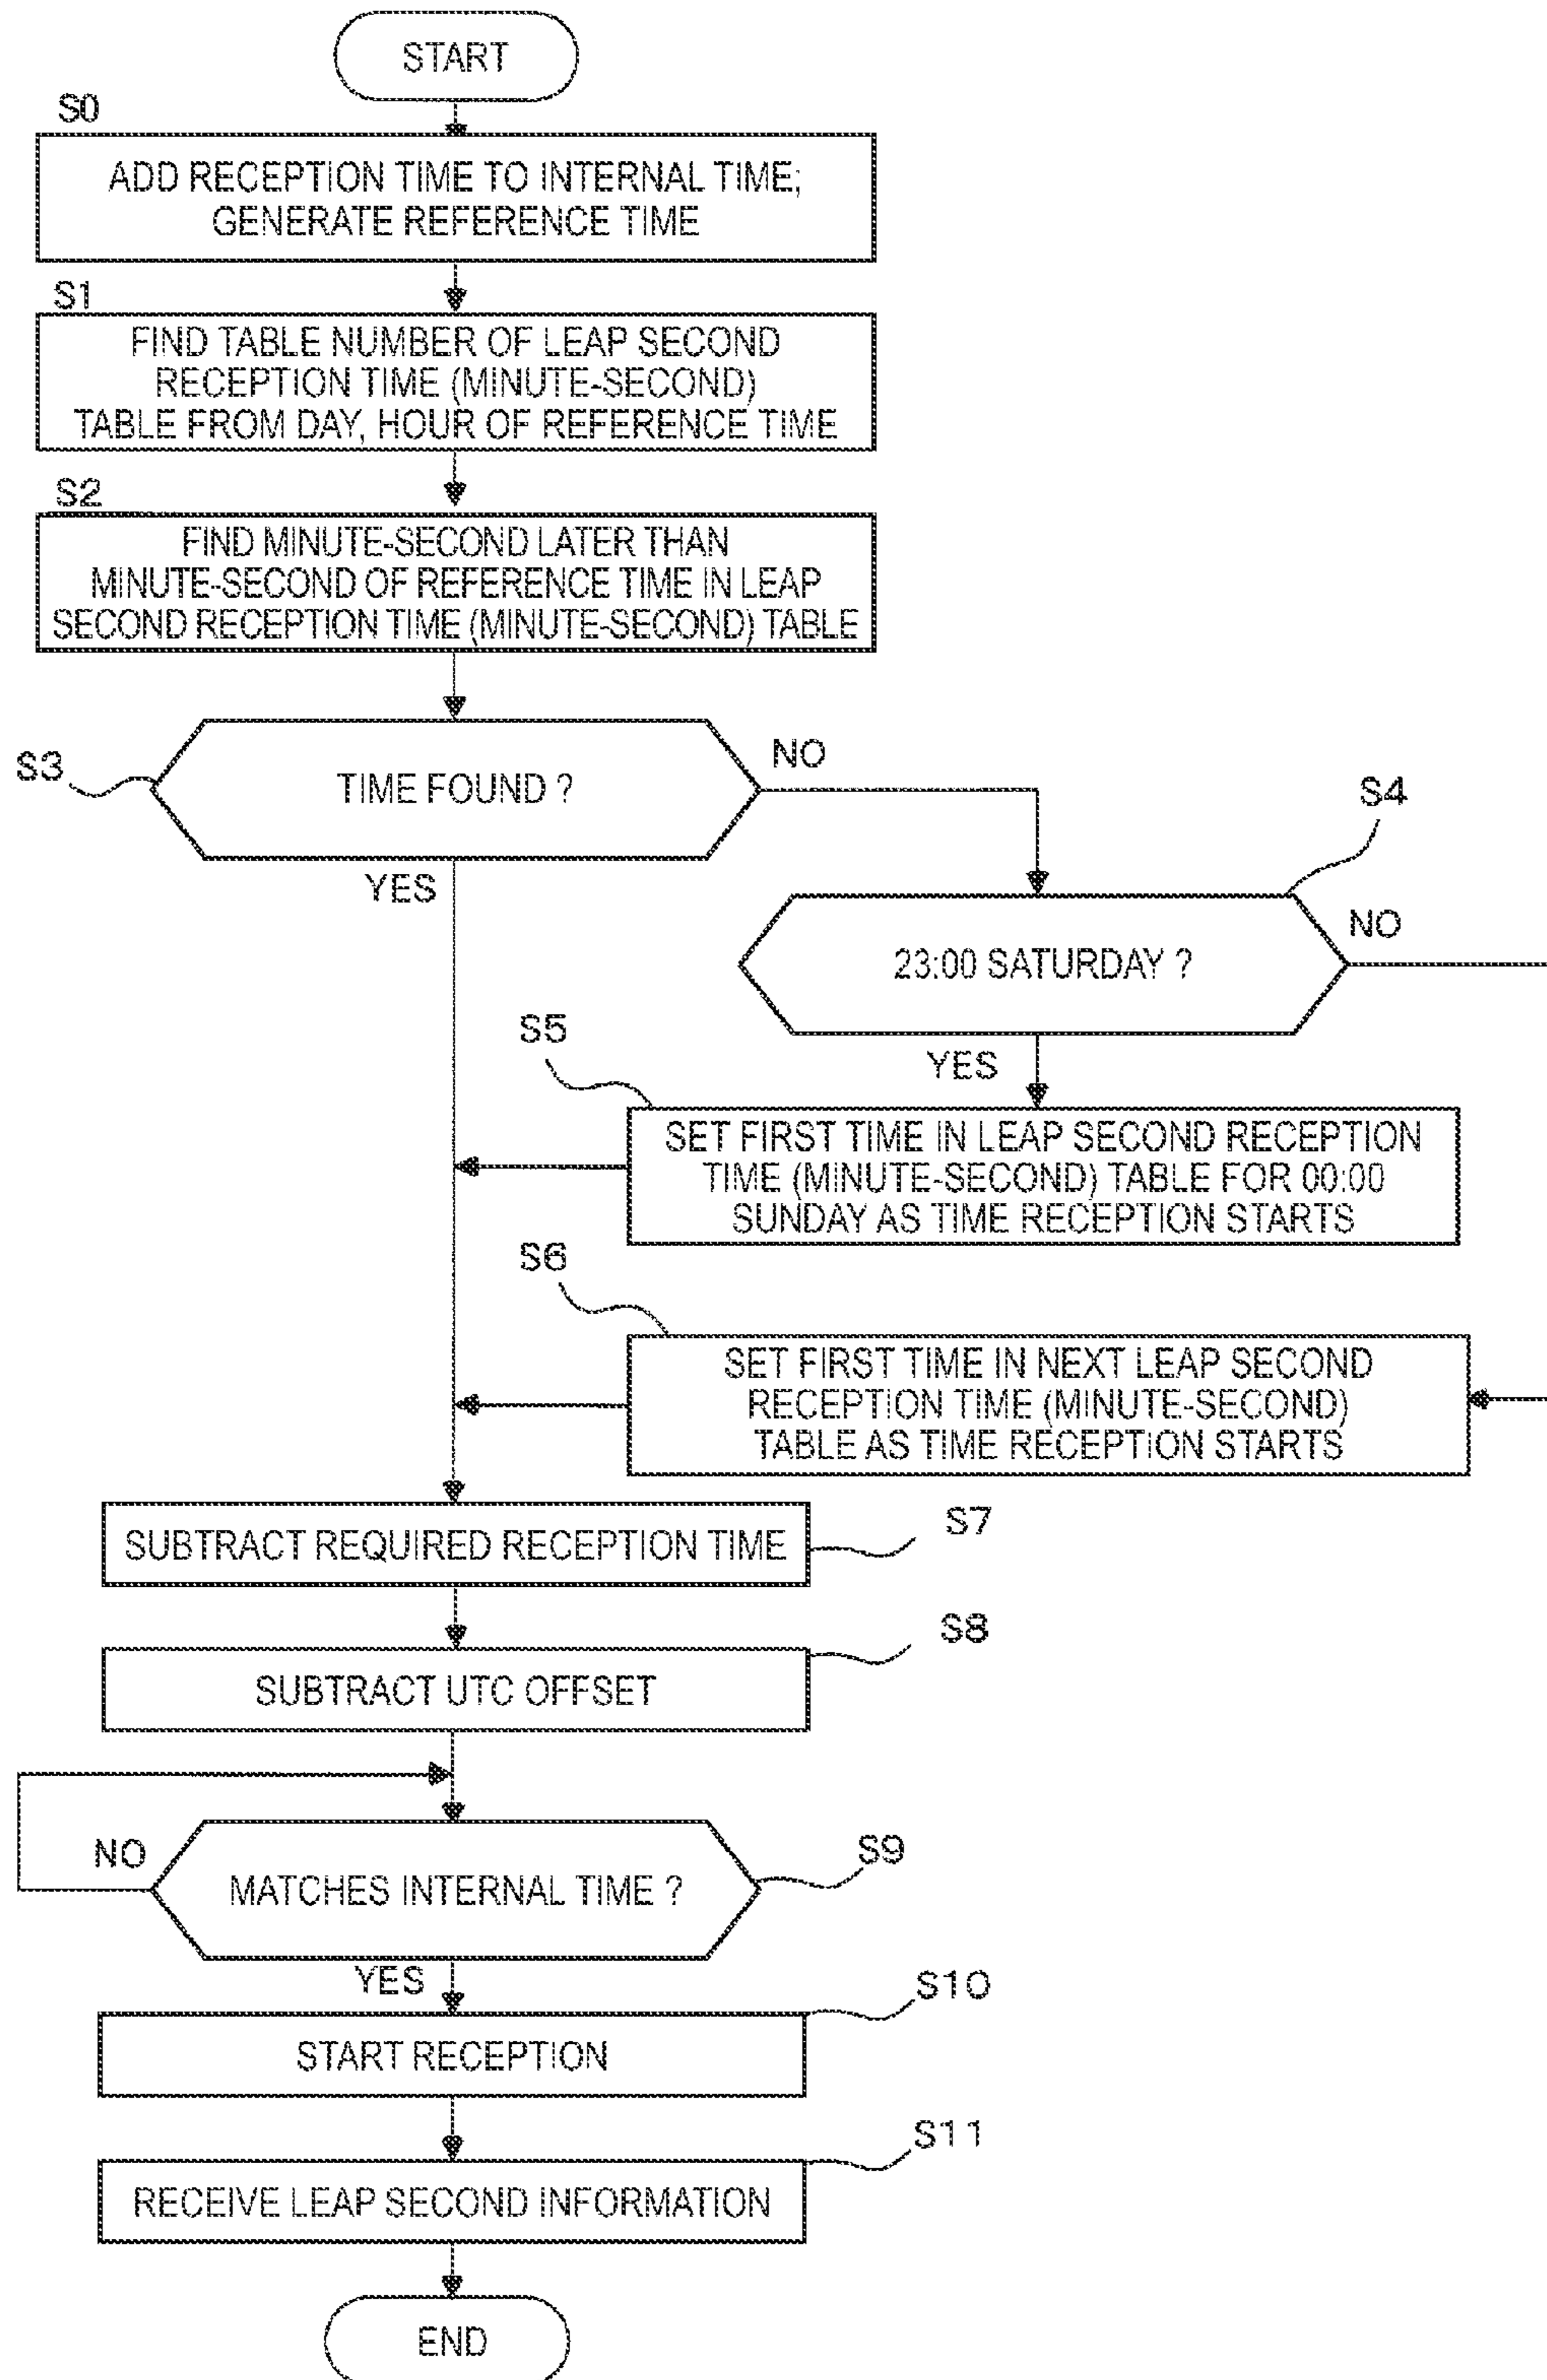 START
S0
ADD RECEPTION TIME TO INTERNAL TIME;
GENERATE REFERENCE TIME
S1
FIND TABLE NUMBER OF LEAP SECOND
RECEPTION TIME (MINUTE-SECOND)
TABLE FROM DAY, HOUR OF REFERENCE TIME
S2
FIND MINUTE-SECOND LATER THAN
MINUTE-SECOND OF REFERENCE TIME IN LEAP
SECOND RECEPTION TIME (MINUTE-SECOND) TABLE
S3
TIME FOUND ?
NO
YES
S4
23:00 SATURDAY ?
NO
YES
S5
SET FIRST TIME IN LEAP SECOND RECEPTION
TIME (MINUTE-SECOND) TABLE FOR 00:00
SUNDAY AS TIME RECEPTION STARTS
S6
SET FIRST TIME IN NEXT LEAP SECOND
RECEPTION TIME (MINUTE-SECOND)
TABLE AS TIME RECEPTION STARTS
SUBTRACT REQUIRED RECEPTION TIME
S7
SUBTRACT UTC OFFSET
S8
NO
MATCHES INTERNAL TIME ?
S9
YES
START RECEPTION
S10
RECEIVE LEAP SECOND INFORMATION
S11
END